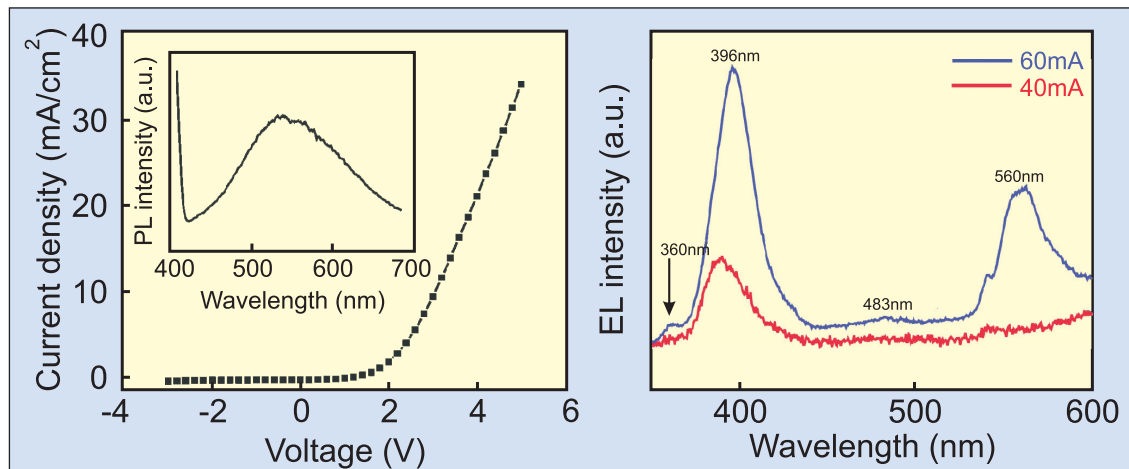 Current density (mA/cm²)
40
30
20
10
0
-4
-2
0
2
4
6
Voltage (V)
PL intensity (a.u.)
400
500
600
700
Wavelength (nm)
EL intensity (a.u.)
396nm
60mA
40mA
560nm
360nm
483nm
400
500
600
Wavelength (nm)